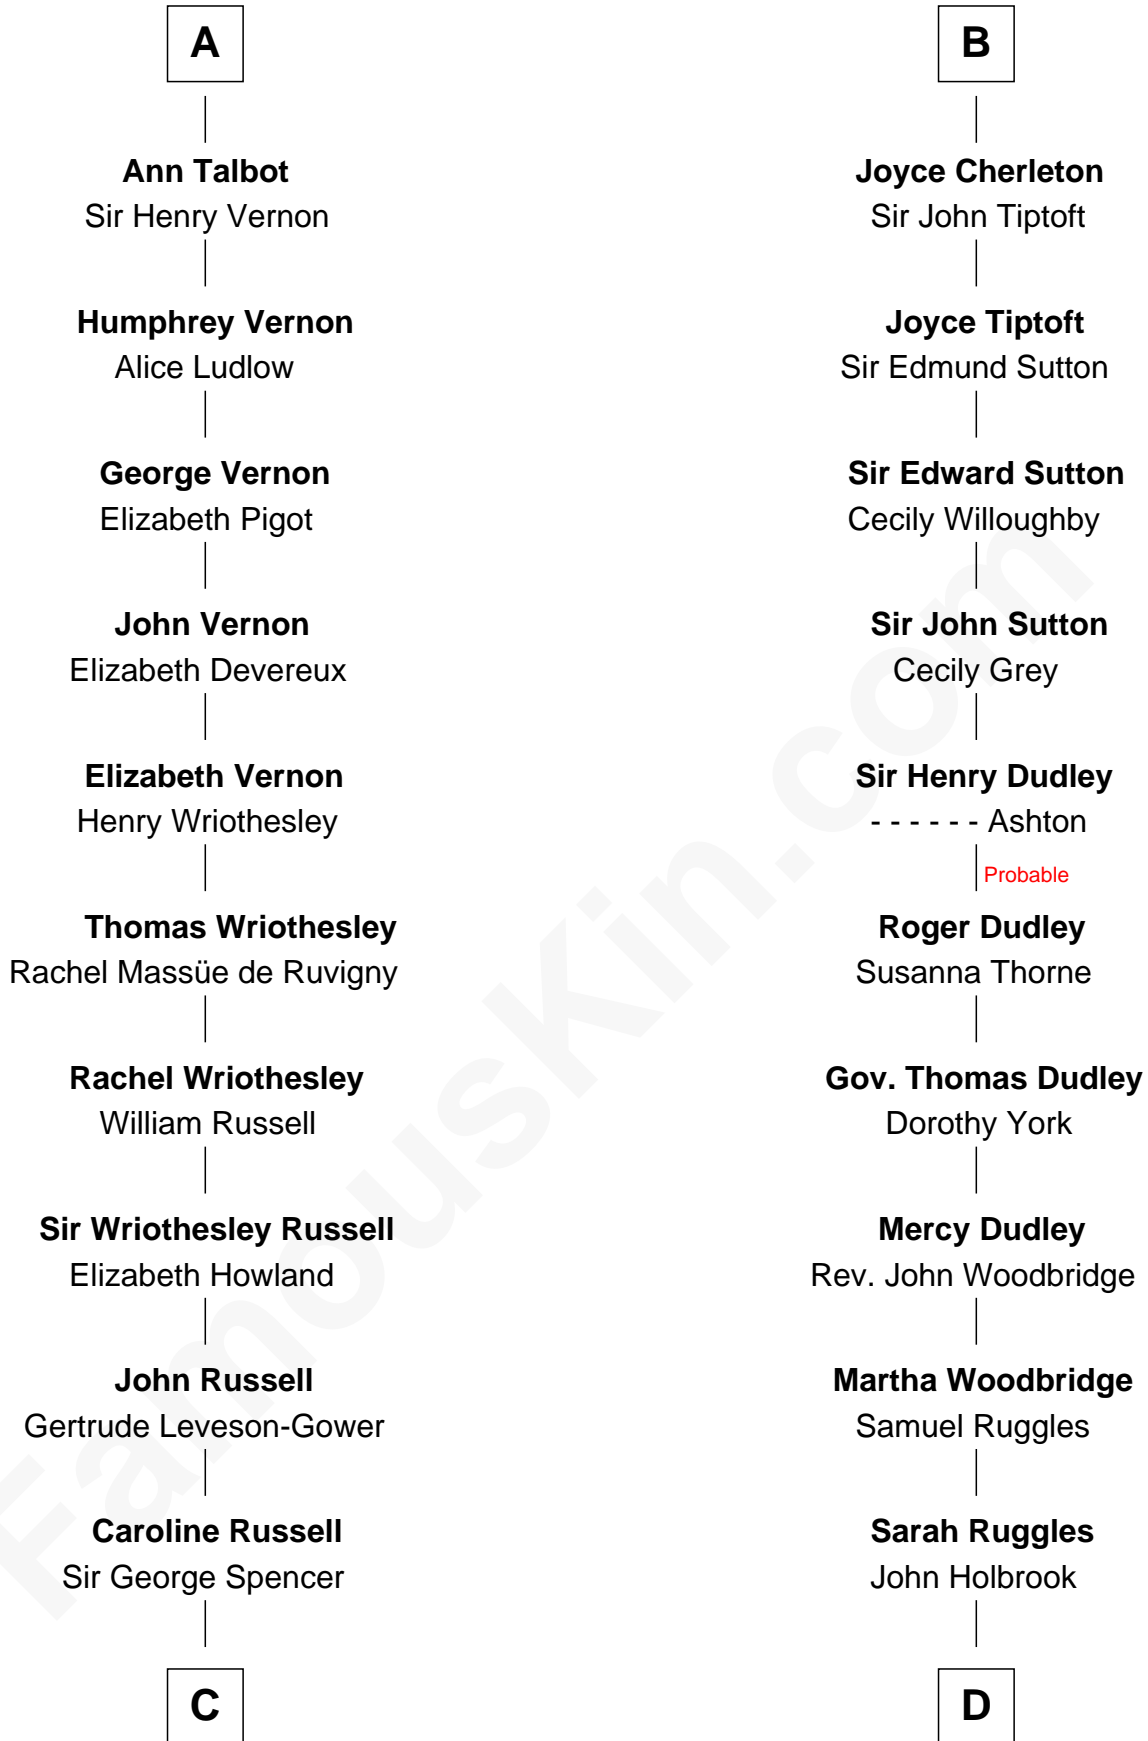 A
Ann Talbot
Sir Henry Vernon
Humphrey Vernon
Alice Ludlow
George Vernon
Elizabeth Pigot
John Vernon
Elizabeth Devereux
Elizabeth Vernon
Henry Wriothesley
Thomas Wriothesley
Rachel Massüe de Ruvigny
Rachel Wriothesley
William Russell
Sir Wriothesley Russell
Elizabeth Howland
John Russell
Gertrude Leveson-Gower
Caroline Russell
Sir George Spencer
C
B
Joyce Cherleton
Sir John Tiptoft
Joyce Tiptoft
Sir Edmund Sutton
Sir Edward Sutton
Cecily Willoughby
Sir John Sutton
Cecily Grey
Sir Henry Dudley
- - - - - - Ashton
Probable
Roger Dudley
Susanna Thorne
Gov. Thomas Dudley
Dorothy York
Mercy Dudley
Rev. John Woodbridge
Martha Woodbridge
Samuel Ruggles
Sarah Ruggles
John Holbrook
D
FamousKin.com